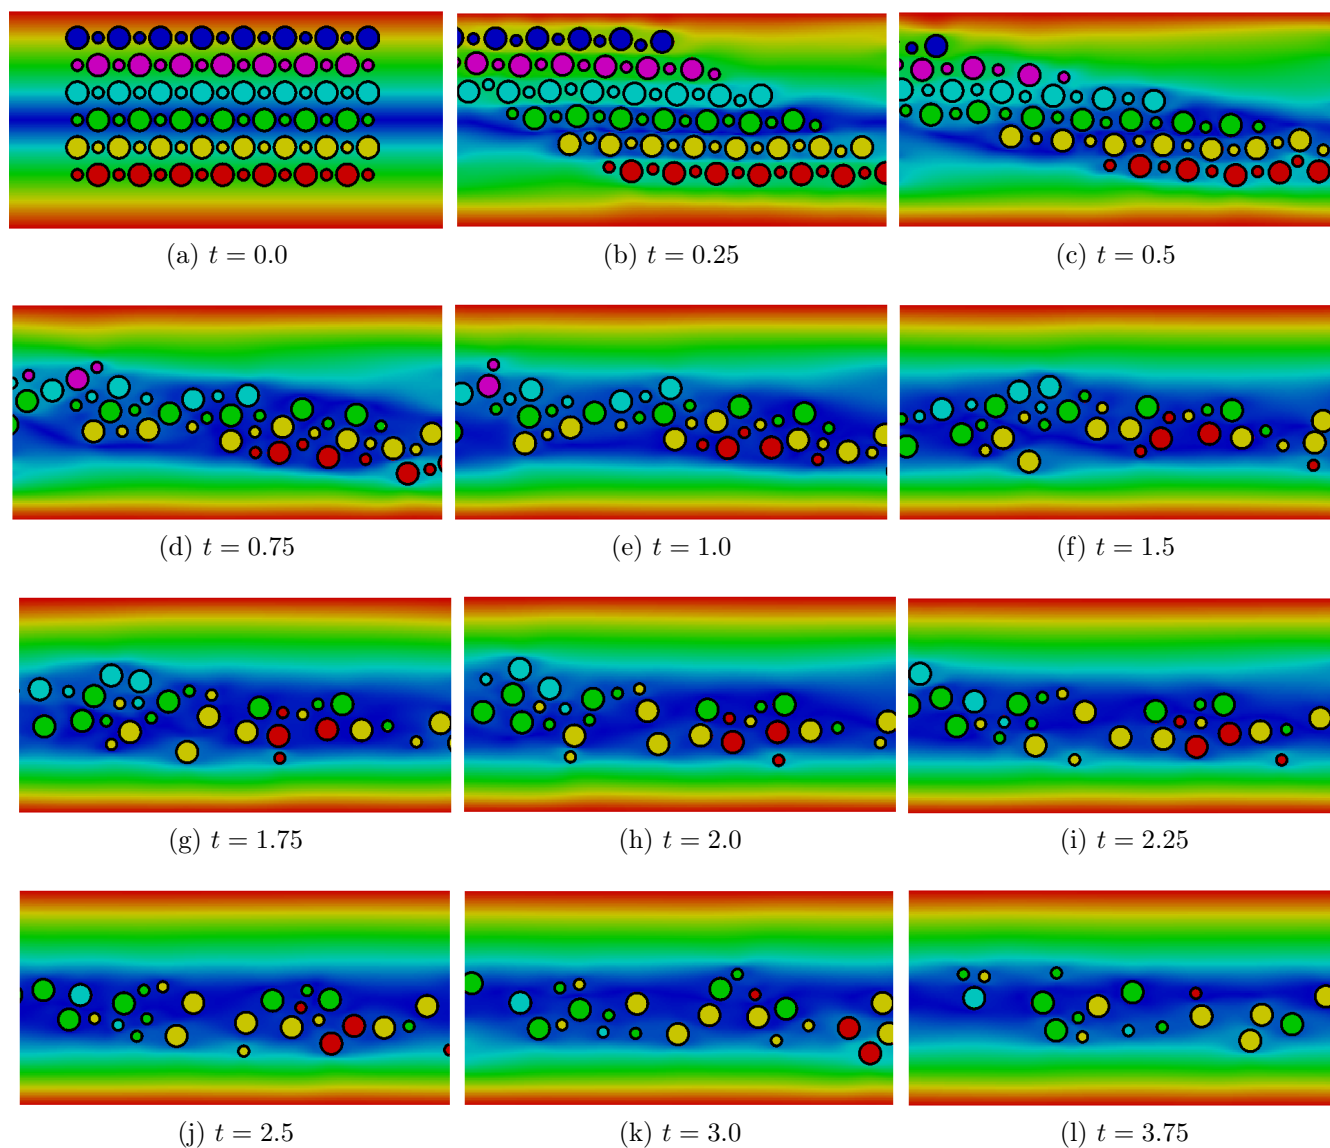 (a) t = 0.0
(b) t = 0.25
(c) t = 0.5
(d) t = 0.75
(e) t = 1.0
(f) t = 1.5
(g) t = 1.75
(h) t = 2.0
(i) t = 2.25
(j) t = 2.5
(k) t = 3.0
(l) t = 3.75